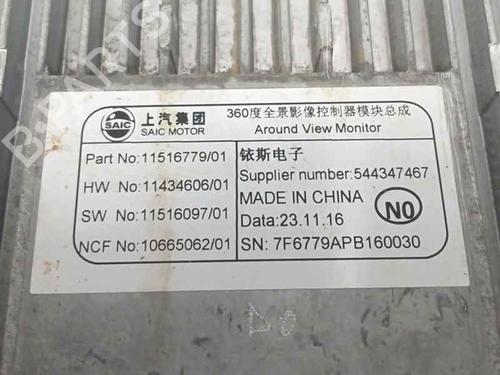 SAIC
上汽集团
SAIC MOTOR
360度全景影像控制器模块总成
Around View Monitor
Part No:11516779/01
HW No:11434606/01
SW No:11516097/01
NCF No:10665062/01
铱斯电子
Supplier number:544347467
MADE IN CHINA
Data:23.11.16
SN: 7F6779APB160030
N0